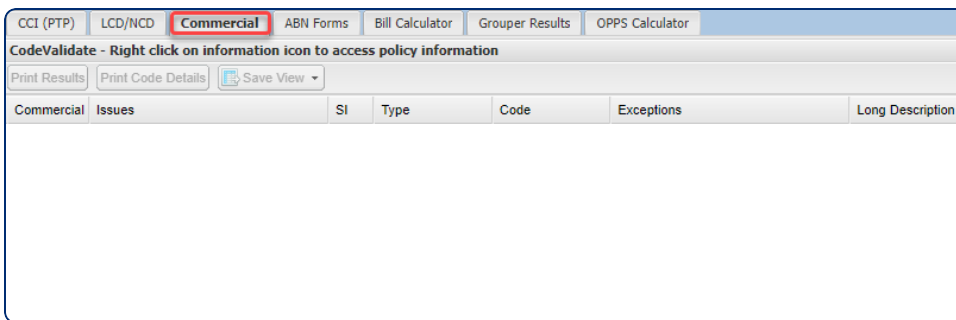 CCI (PTP) LCD/NCD Commercial ABN Forms Bill Calculator Grouper Results OPPS Calculator
CodeValidate - Right click on information icon to access policy information
Print Results Print Code Details Save View
Commercial Issues SI Type Code Exceptions Long Description